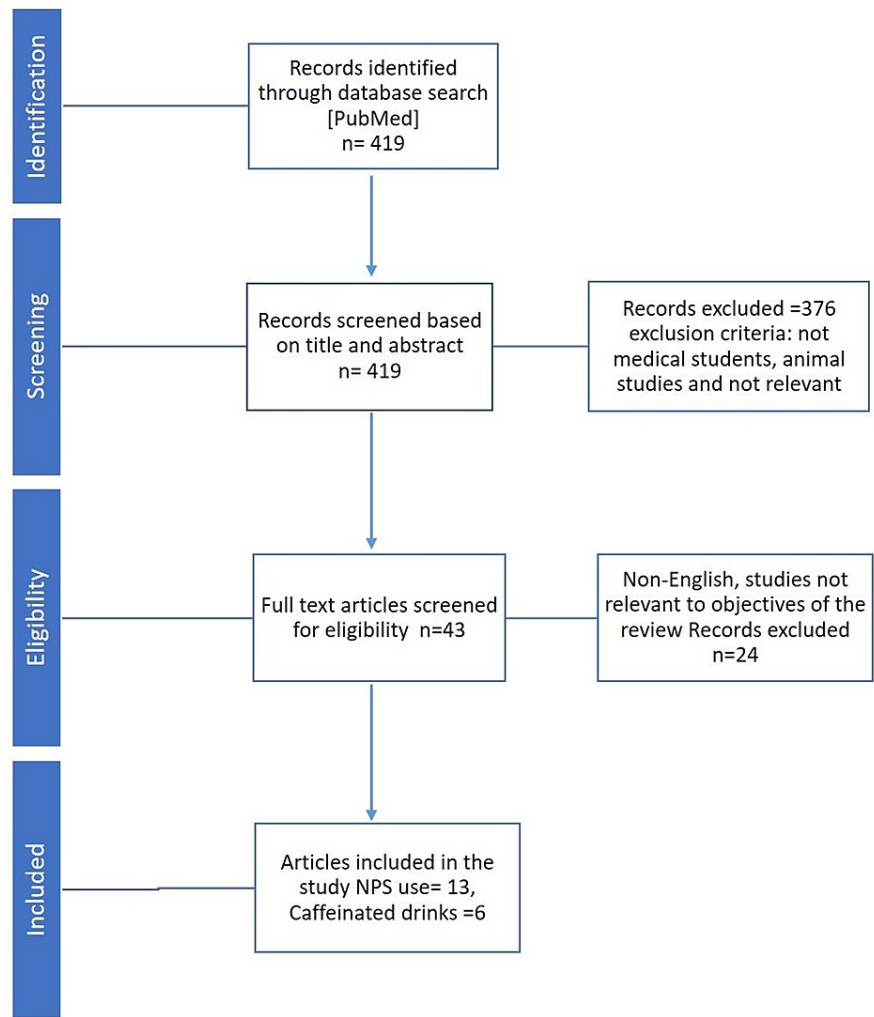 Identification
Records identified
through database search
[PubMed]
n= 419
Screening
Records screened based
on title and abstract
n= 419
Records excluded =376
exclusion criteria: not
medical students, animal
studies and not relevant
Eligibility
Full text articles screened
for eligibility  n=43
Non-English, studies not
relevant to objectives of the
review Records excluded
n=24
Included
Articles included in the
study NPS use= 13,
Caffeinated drinks =6